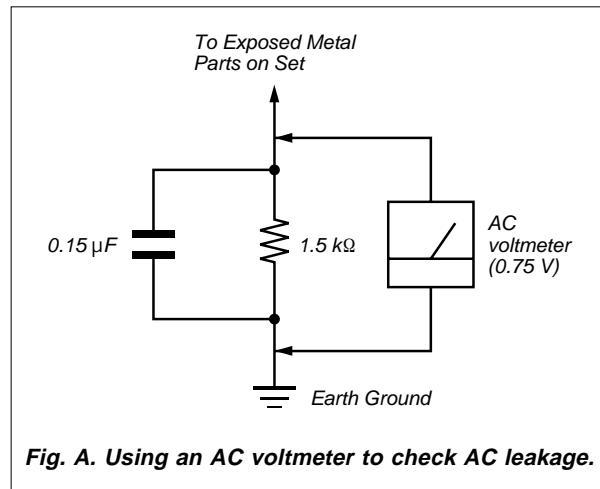 To Exposed Metal
Parts on Set
0.15 µF
1.5 kΩ
AC
voltmeter
(0.75 V)
Earth Ground
Fig. A. Using an AC voltmeter to check AC leakage.